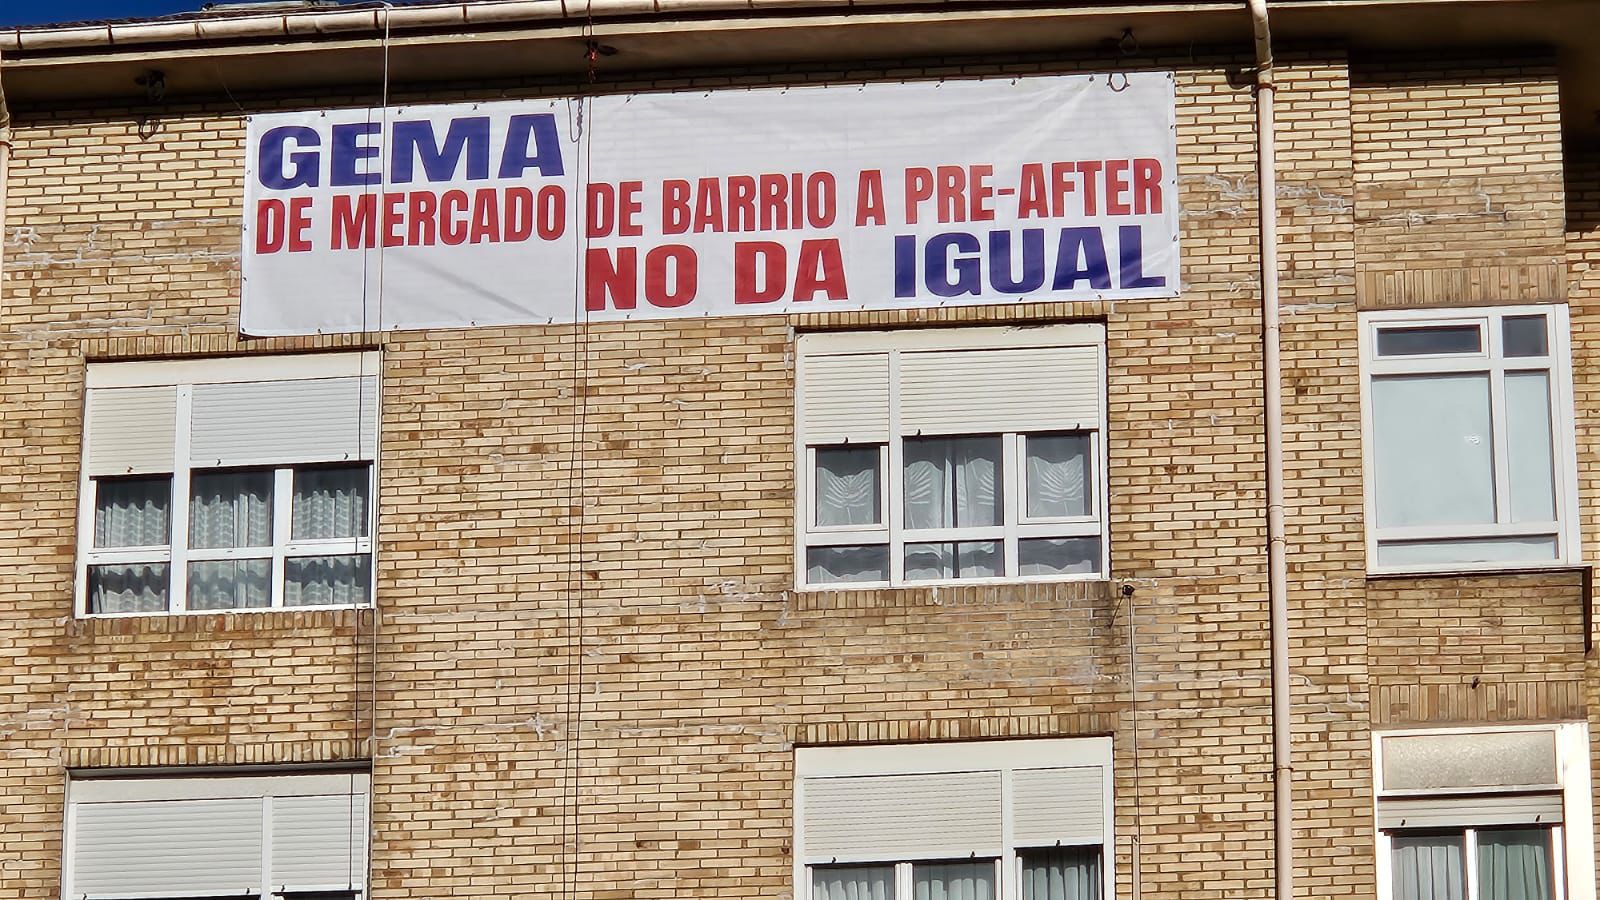 GEMA
DE MERCADO DE BARRIO A PRE-AFTER
NO DA IGUAL